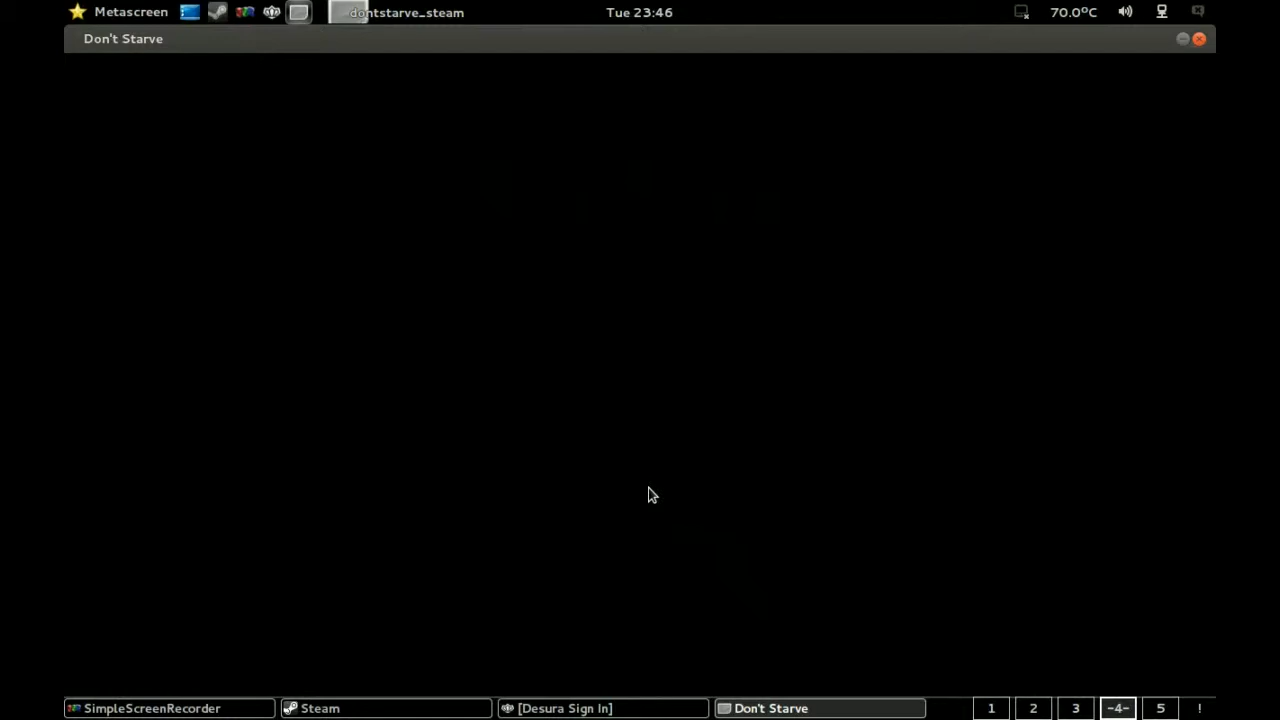 Metascreen dontstarve_steam Tue 23:46 70.0ºC
Don't Starve
SimpleScreenRecorder Steam [Desura Sign In] Don't Starve 1 2 3 -4- 5 !